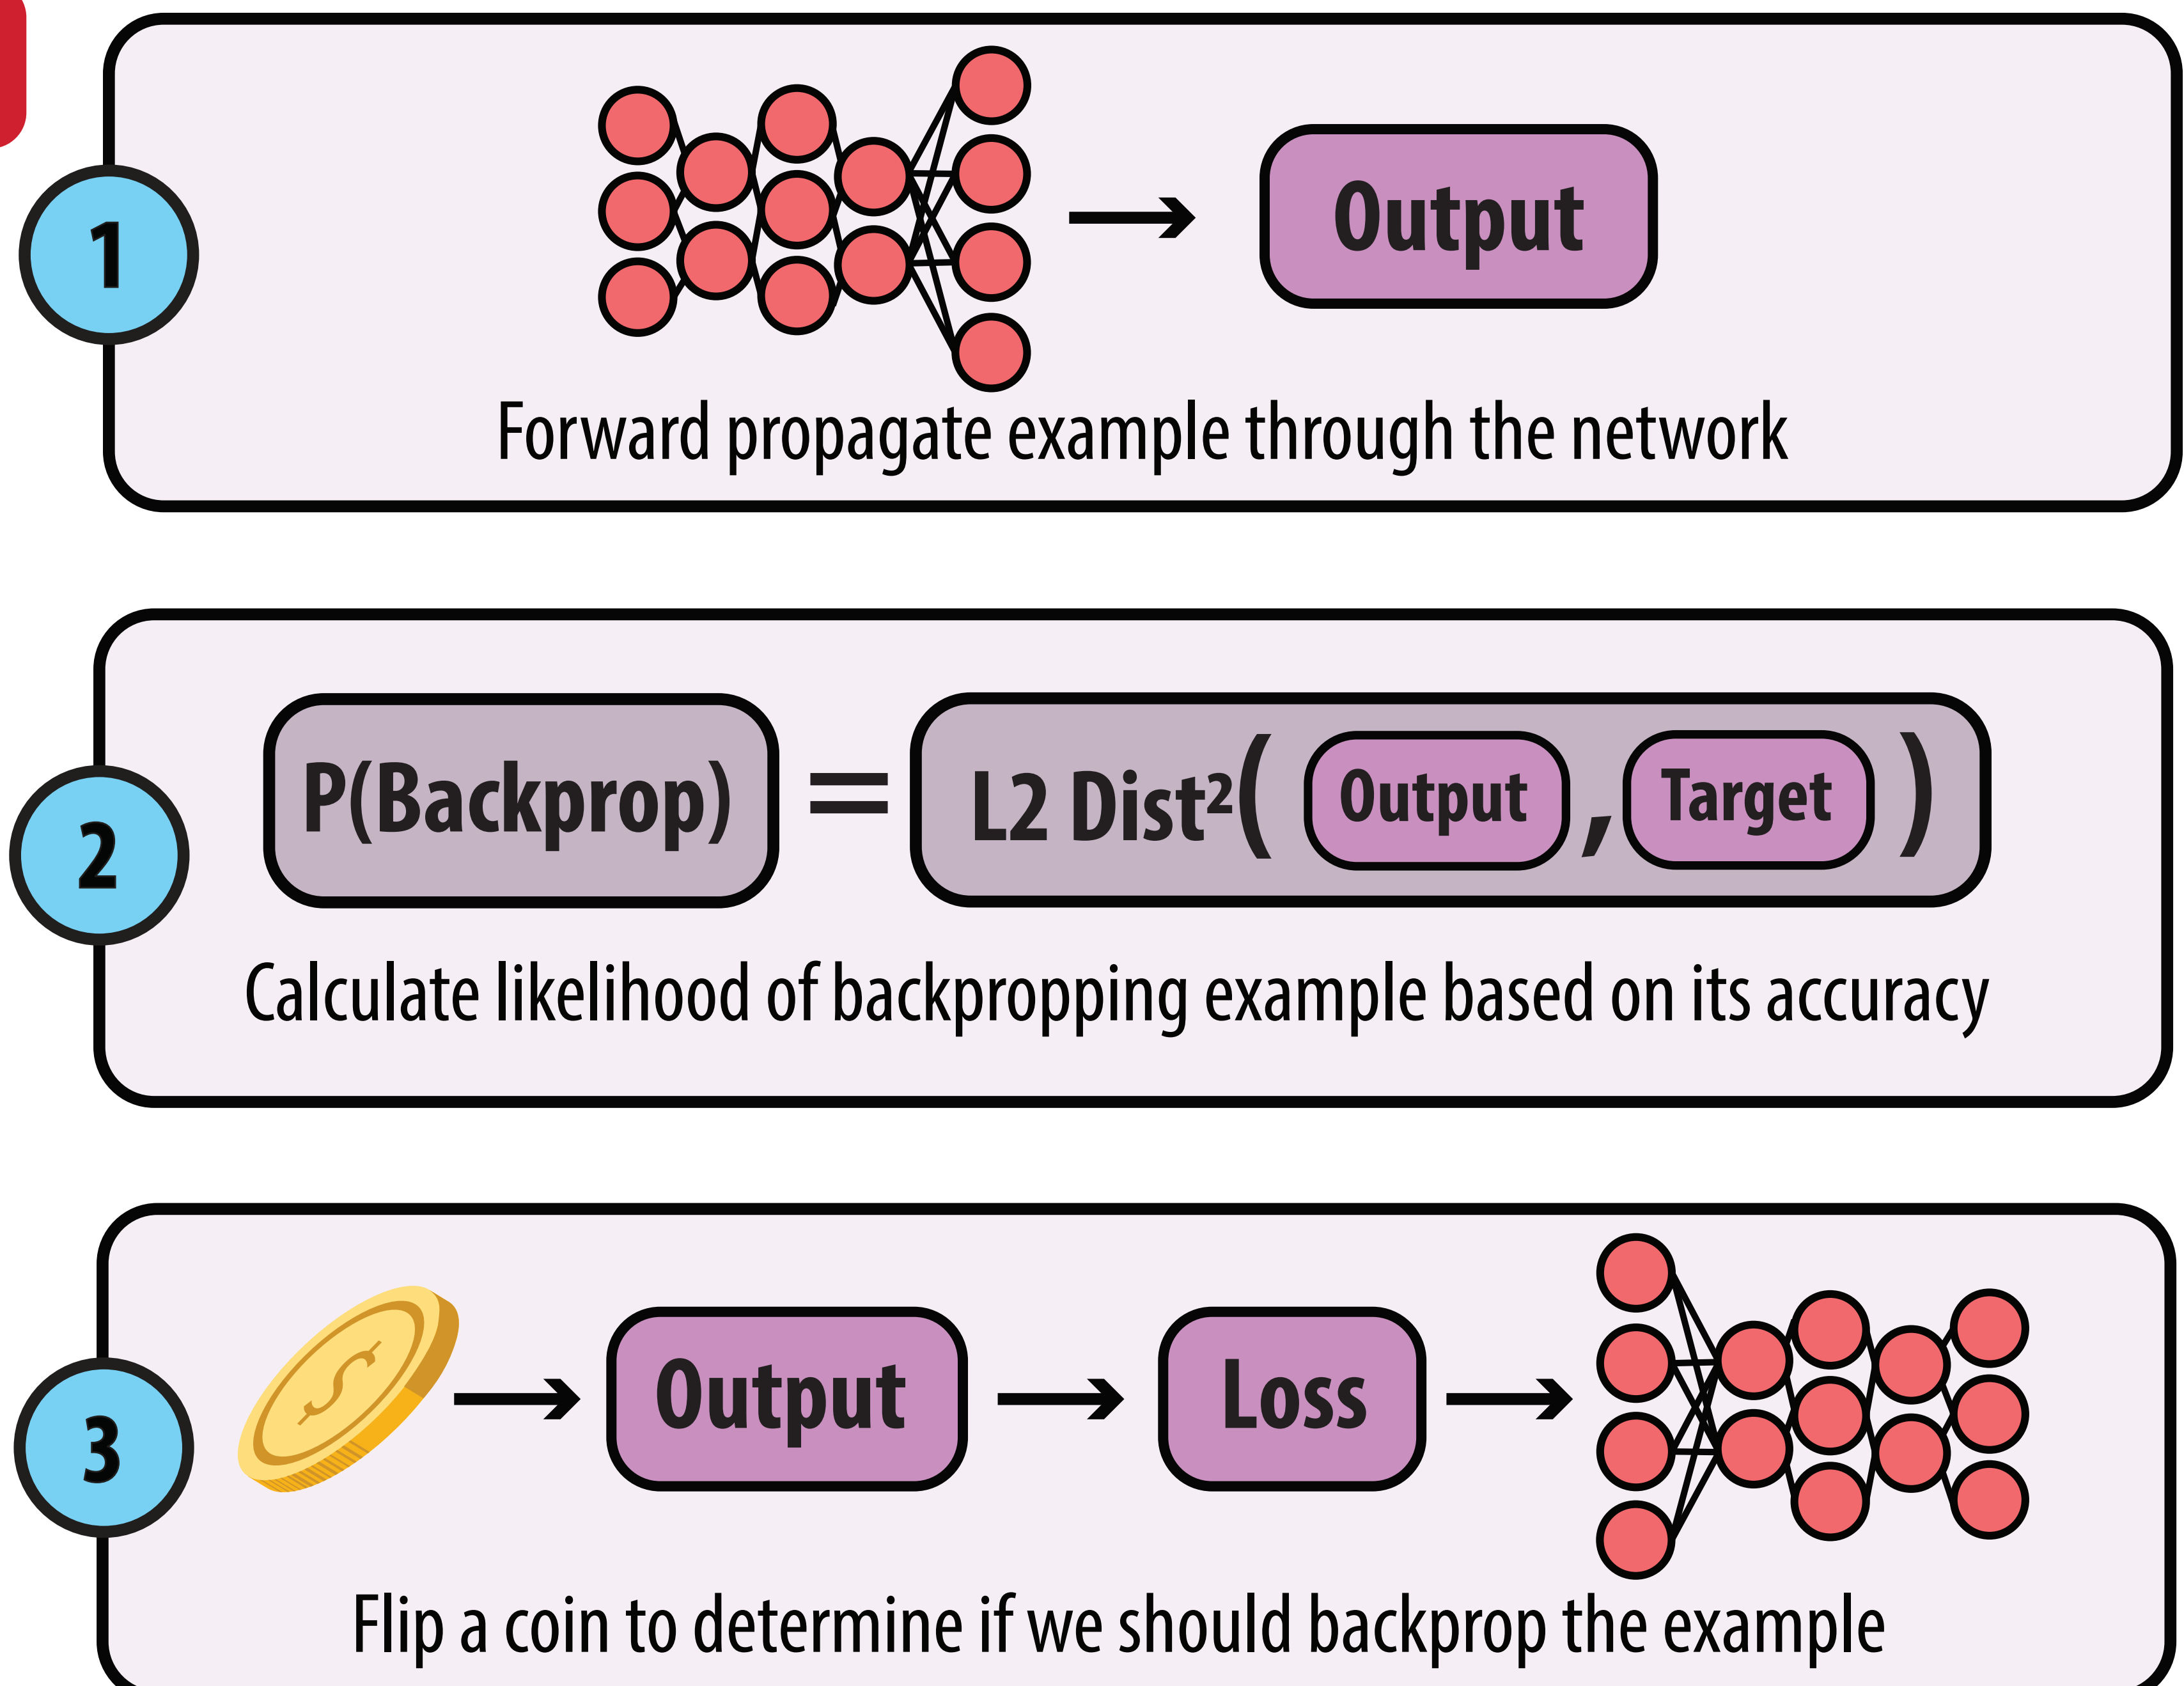 1
Output
Forward propagate example through the network
2
P(Backprop) = L2 Dist²( Output , Target )
Calculate likelihood of backpropping example based on its accuracy
3
$ Output Loss
Flip a coin to determine if we should backprop the example